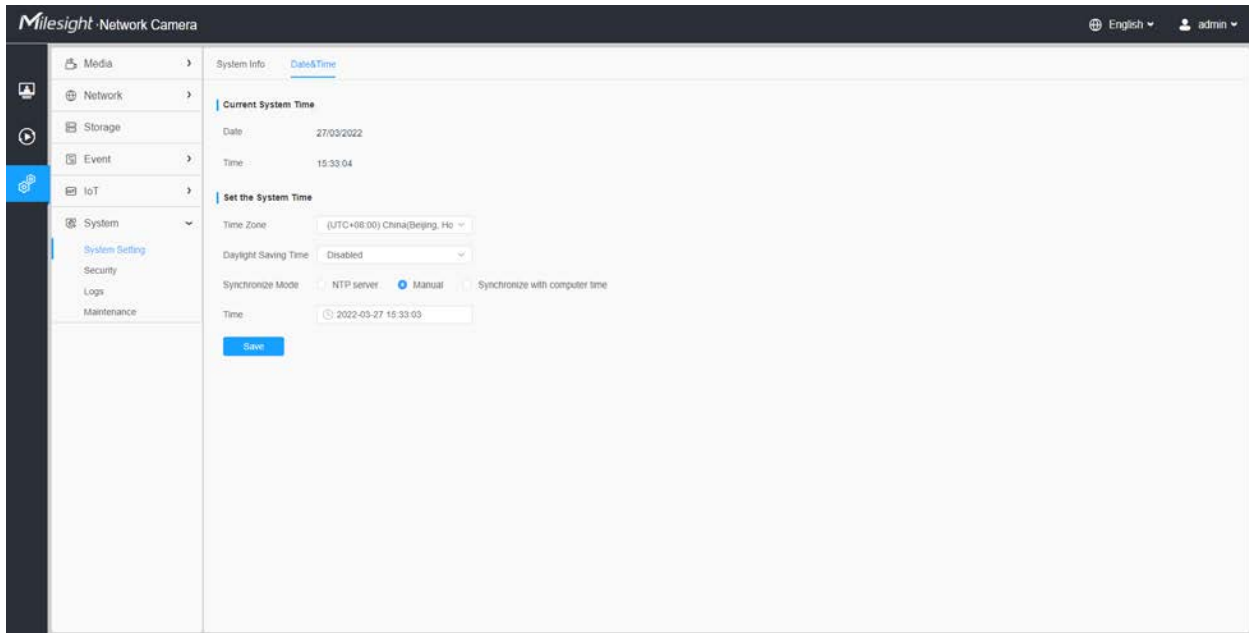 Milesight ·Network Camera
English
admin
Media
Network
Storage
Event
IoT
System
System Setting
Security
Logs
Maintenance
System Info
Date&Time
Current System Time
Date 27/03/2022
Time 15:33:04
Set the System Time
Time Zone (UTC+08:00) China(Beijing, Ho
Daylight Saving Time Disabled
Synchronize Mode NTP server Manual Synchronize with computer time
Time 2022-03-27 15:33:03
Save